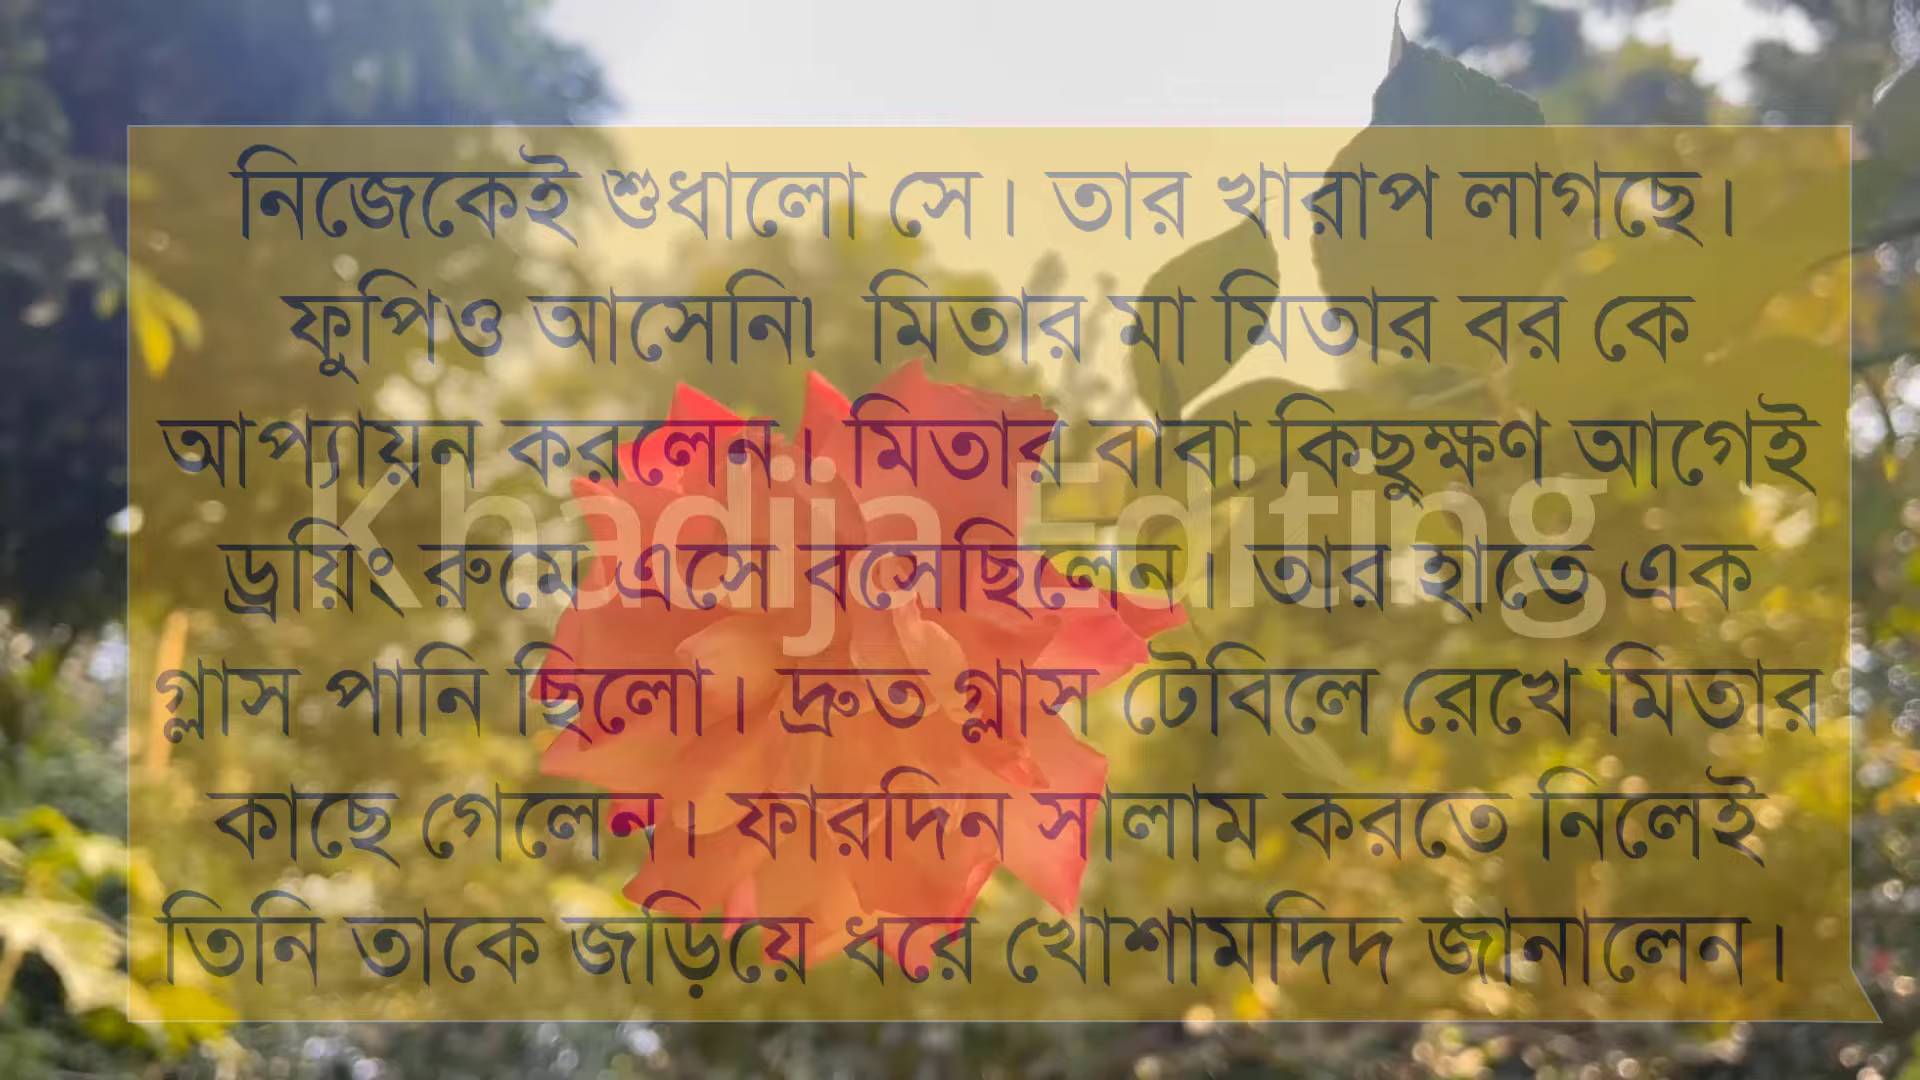 নিজেকেই শুধালো সে। তার খারাপ লাগছে।
ফুপিও আসেনি৷ মিতার মা মিতার বর কে
আপ্যায়ন করলেন। মিতার বাবা কিছুক্ষণ আগেই
Khadija Editing
ড্রয়িং রুমে এসে বসেছিলেন। তার হাতে এক
গ্লাস পানি ছিলো। দ্রুত গ্লাস টেবিলে রেখে মিতার
কাছে গেলেন। ফারদিন সালাম করতে নিলেই
তিনি তাকে জড়িয়ে ধরে খোশামদিদ জানালেন।